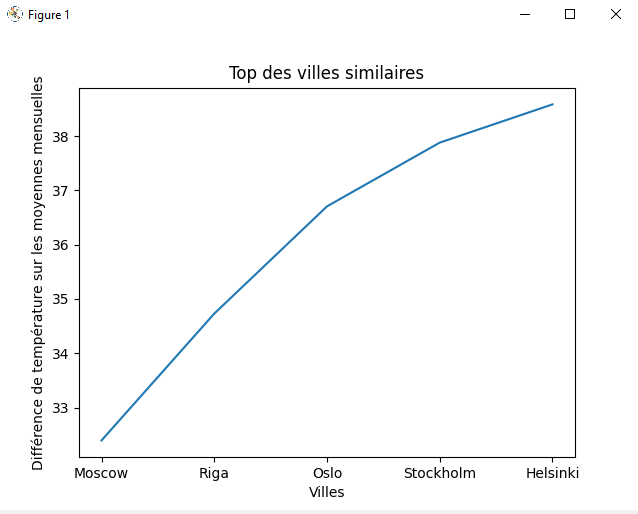 Figure 1
Top des villes similaires
Différence de température sur les moyennes mensuelles
38
37
36
35
34
33
Moscow Riga Oslo Stockholm Helsinki
Villes